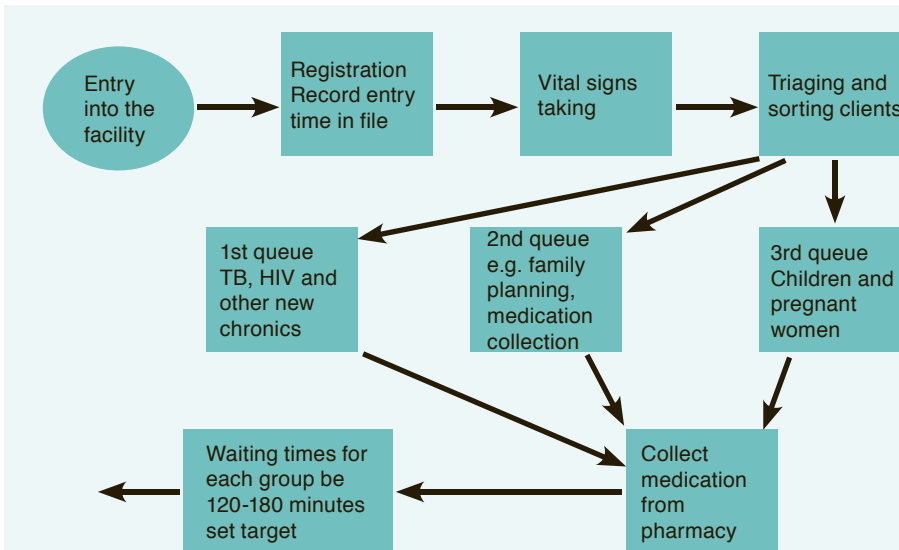 Entry
into the
facility
Registration
Record entry
time in file
Vital signs
taking
Triaging and
sorting clients
1st queue
TB, HIV and
other new
chronics
2nd queue
e.g. family
planning,
medication
collection
3rd queue
Children and
pregnant
women
Waiting times for
each group be
120-180 minutes
set target
Collect
medication
from
pharmacy